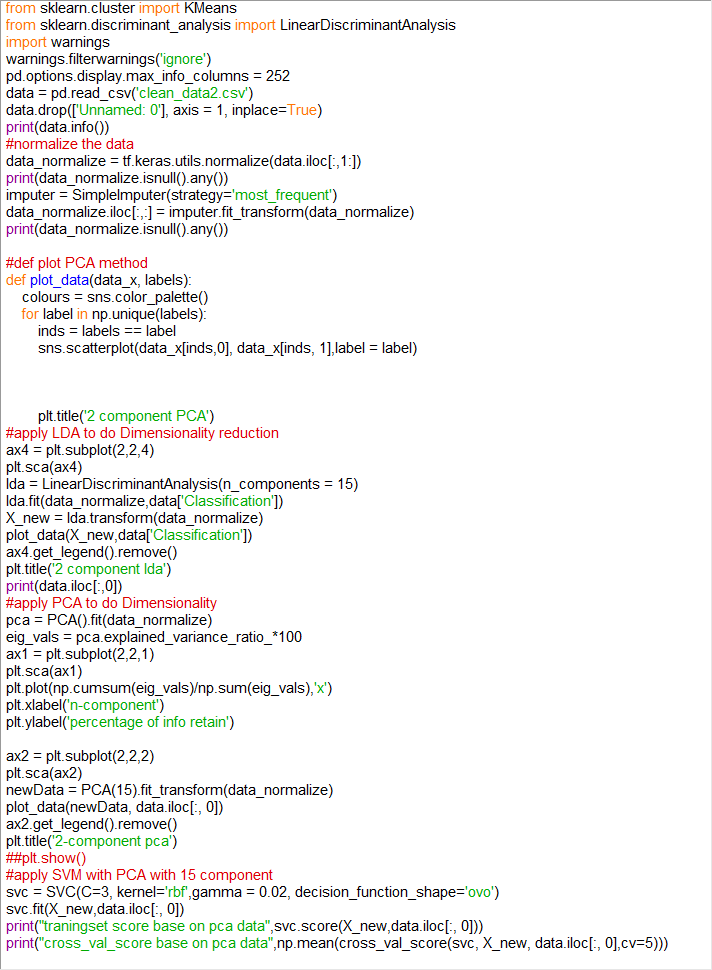 from sklearn.cluster import KMeans
from sklearn.discriminant_analysis import LinearDiscriminantAnalysis
import warnings
warnings.filterwarnings('ignore')
pd.options.display.max_info_columns = 252
data = pd.read_csv('clean_data2.csv')
data.drop(['Unnamed: 0'], axis = 1, inplace=True)
print(data.info())
#normalize the data
data_normalize = tf.keras.utils.normalize(data.iloc[:,1:])
print(data_normalize.isnull().any())
imputer = SimpleImputer(strategy='most_frequent')
data_normalize.iloc[:,:] = imputer.fit_transform(data_normalize)
print(data_normalize.isnull().any())

#def plot PCA method
def plot_data(data_x, labels):
    colours = sns.color_palette()
    for label in np.unique(labels):
        inds = labels == label
        sns.scatterplot(data_x[inds,0], data_x[inds, 1],label = label)



        plt.title('2 component PCA')
#apply LDA to do Dimensionality reduction
ax4 = plt.subplot(2,2,4)
plt.sca(ax4)
lda = LinearDiscriminantAnalysis(n_components = 15)
lda.fit(data_normalize,data['Classification'])
X_new = lda.transform(data_normalize)
plot_data(X_new,data['Classification'])
ax4.get_legend().remove()
plt.title('2 component lda')
print(data.iloc[:,0])
#apply PCA to do Dimensionality
pca = PCA().fit(data_normalize)
eig_vals = pca.explained_variance_ratio_*100
ax1 = plt.subplot(2,2,1)
plt.sca(ax1)
plt.plot(np.cumsum(eig_vals)/np.sum(eig_vals),'x')
plt.xlabel('n-component')
plt.ylabel('percentage of info retain')

ax2 = plt.subplot(2,2,2)
plt.sca(ax2)
newData = PCA(15).fit_transform(data_normalize)
plot_data(newData, data.iloc[:, 0])
ax2.get_legend().remove()
plt.title('2-component pca')
##plt.show()
#apply SVM with PCA with 15 component
svc = SVC(C=3, kernel='rbf',gamma = 0.02, decision_function_shape='ovo')
svc.fit(X_new,data.iloc[:, 0])
print("traningset score base on pca data",svc.score(X_new,data.iloc[:, 0]))
print("cross_val_score base on pca data",np.mean(cross_val_score(svc, X_new, data.iloc[:, 0],cv=5)))